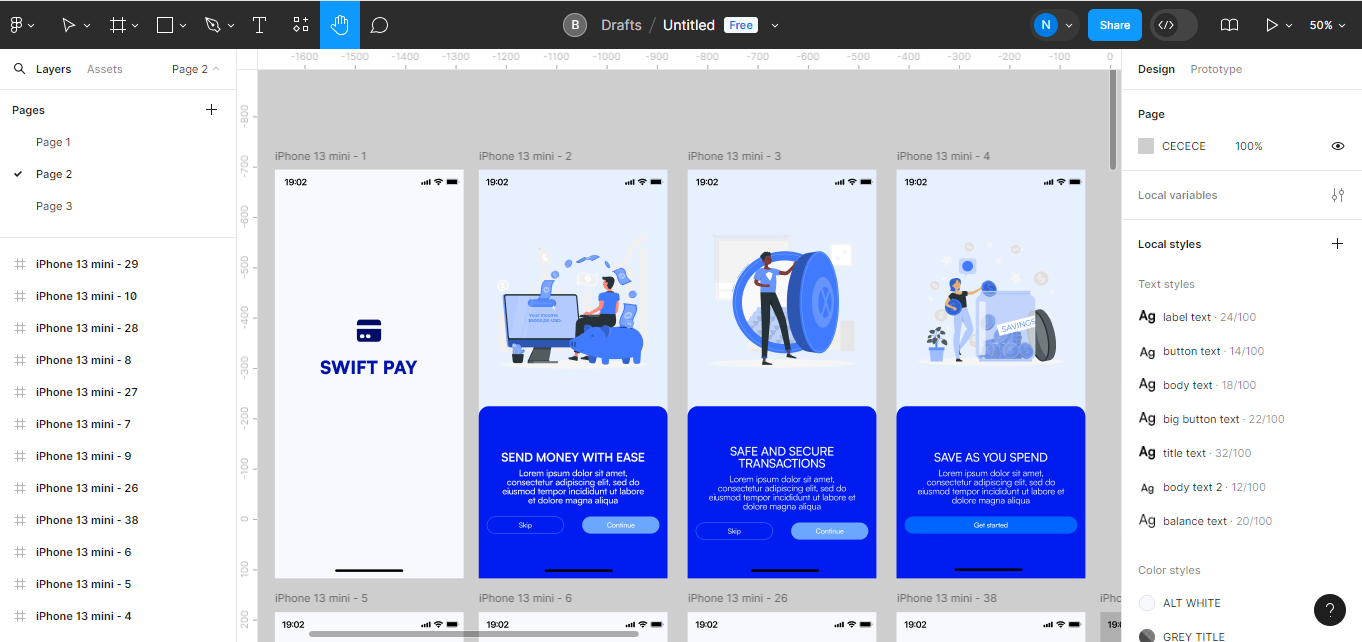 B Drafts / Untitled Free
N Share </> 50%
Layers Assets Page 2
Pages
Page 1
Page 2
Page 3
iPhone 13 mini - 29
iPhone 13 mini - 10
iPhone 13 mini - 28
iPhone 13 mini - 8
iPhone 13 mini - 27
iPhone 13 mini - 7
iPhone 13 mini - 9
iPhone 13 mini - 26
iPhone 13 mini - 38
iPhone 13 mini - 6
iPhone 13 mini - 5
iPhone 13 mini - 4
-1600 -1500 -1400 -1300 -1200 -1100 -1000 -900 -800 -700 -600 -500 -400 -300 -200 -100 0
-800
-700
-600
-500
-400
-300
-200
-100
0
100
200
iPhone 13 mini - 1
19:02
SWIFT PAY
iPhone 13 mini - 2
19:02
SEND MONEY WITH EASE
Lorem ipsum dolor sit amet,
consectetur adipiscing elit, sed do
eiusmod tempor incididunt ut labore
et dolore magna aliqua
Skip Continue
iPhone 13 mini - 3
19:02
SAFE AND SECURE
TRANSACTIONS
Lorem ipsum dolor sit amet,
consectetur adipiscing elit, sed do
eiusmod tempor incididunt ut labore et
dolore magna aliqua
Skip Continue
iPhone 13 mini - 4
19:02
SAVINGS
SAVE AS YOU SPEND
Lorem ipsum dolor sit amet,
consectetur adipiscing elit, sed do
eiusmod tempor incididunt ut labore et
dolore magna aliqua
Get started
iPhone 13 mini - 5
19:02
iPhone 13 mini - 6
19:02
iPhone 13 mini - 26
19:02
iPhone 13 mini - 38
19:02
Design Prototype
Page
CECECE 100%
Local variables
Local styles
Text styles
Ag label text · 24/100
Ag button text · 14/100
Ag body text · 18/100
Ag big button text · 22/100
Ag title text · 32/100
Ag body text 2 · 12/100
Ag balance text · 20/100
Color styles
ALT WHITE
GREY TITLE
?